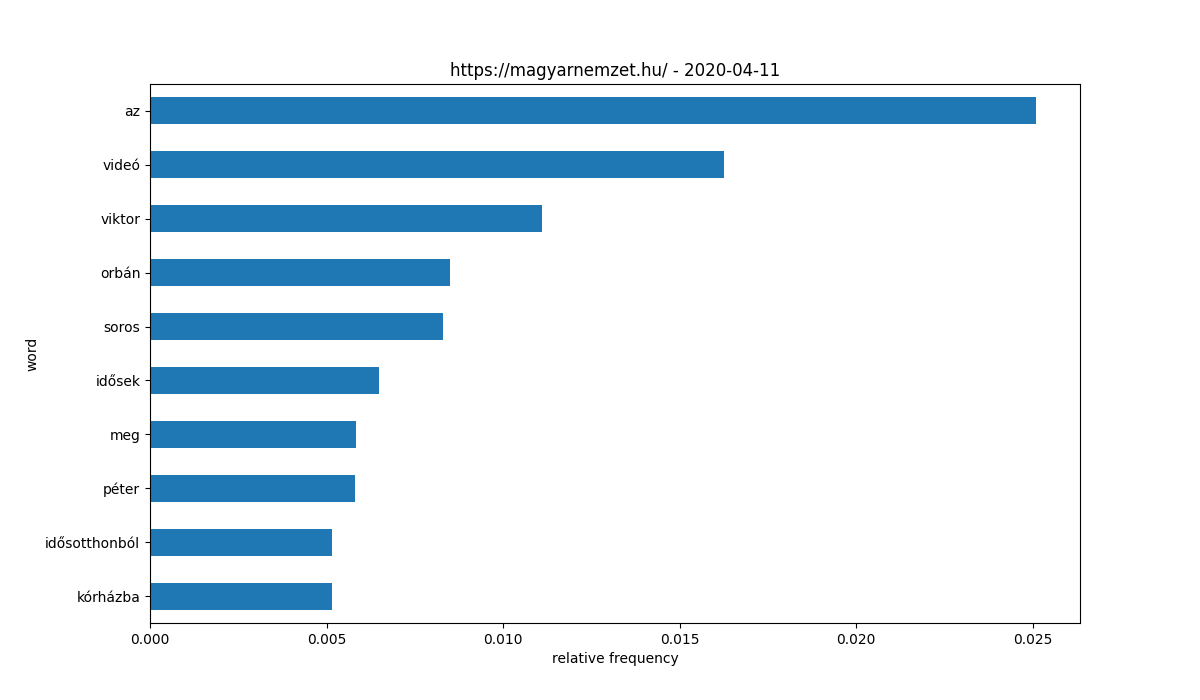 https://magyarnemzet.hu/ - 2020-04-11
az
videó
viktor
orbán
soros
idősek
meg
péter
idősotthonból
kórházba
word
0.000 0.005 0.010 0.015 0.020 0.025
relative frequency